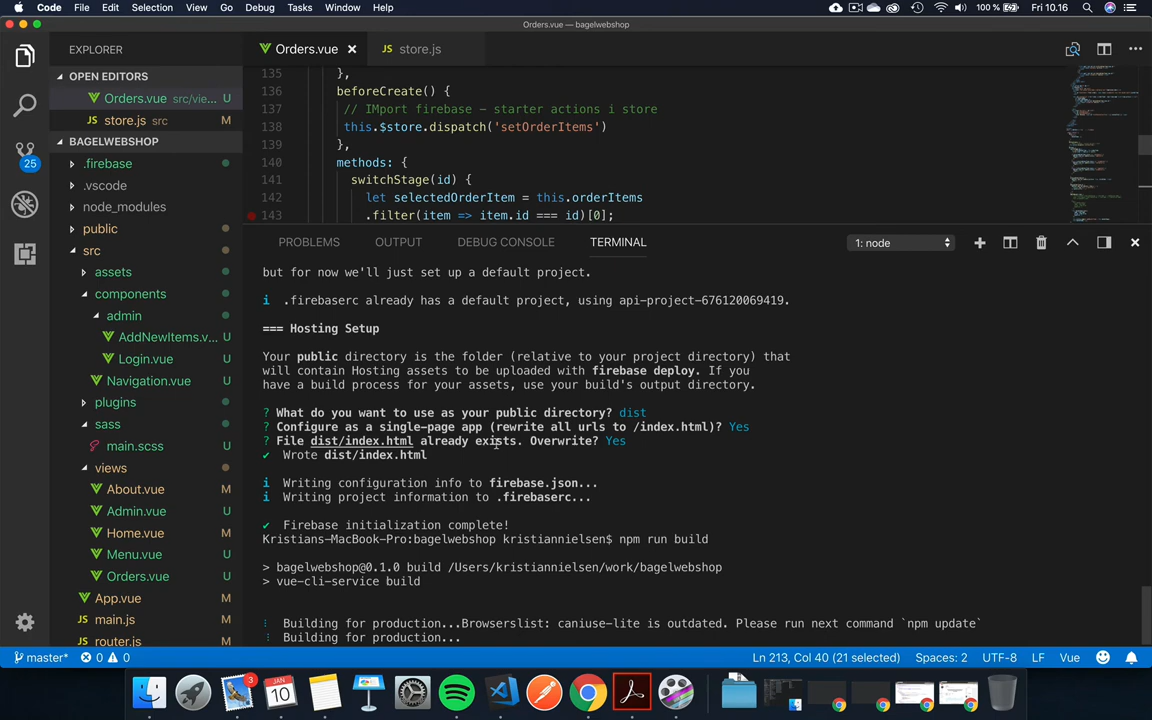 Code File Edit Selection View Go Debug Tasks Window Help 3 100 % Fri 10.16
Orders.vue — bagelwebshop
EXPLORER
Orders.vue
JS store.js
OPEN EDITORS
Orders.vue src/vie... U
JS store.js src M
BAGELWEBSHOP
.firebase
.vscode
node_modules
public
src
assets
components
admin
AddNewItems.v... U
Login.vue U
Navigation.vue U
plugins
sass
main.scss U
views
About.vue M
Admin.vue U
Home.vue M
Menu.vue U
Orders.vue U
App.vue M
JS main.js M
JS router.js M
25
135 },
136 beforeCreate() {
137 // IMport firebase - starter actions i store
138 this.$store.dispatch('setOrderItems')
139 },
140 methods: {
141 switchStage(id) {
142 let selectedOrderItem = this.orderItems
143 .filter(item => item.id === id)[0];
PROBLEMS OUTPUT DEBUG CONSOLE TERMINAL 1: node
but for now we'll just set up a default project.
i .firebaserc already has a default project, using api-project-676120069419.
=== Hosting Setup
Your public directory is the folder (relative to your project directory) that
will contain Hosting assets to be uploaded with firebase deploy. If you
have a build process for your assets, use your build's output directory.
? What do you want to use as your public directory? dist
? Configure as a single-page app (rewrite all urls to /index.html)? Yes
? File dist/index.html already exists. Overwrite? Yes
✔ Wrote dist/index.html
i Writing configuration info to firebase.json...
i Writing project information to .firebaserc...
✔ Firebase initialization complete!
Kristians-MacBook-Pro:bagelwebshop kristiannielsen$ npm run build
> bagelwebshop@0.1.0 build /Users/kristiannielsen/work/bagelwebshop
> vue-cli-service build
Building for production...Browserslist: caniuse-lite is outdated. Please run next command `npm update`
Building for production...
master* 0 0 Ln 213, Col 40 (21 selected) Spaces: 2 UTF-8 LF Vue
3
JAN
10